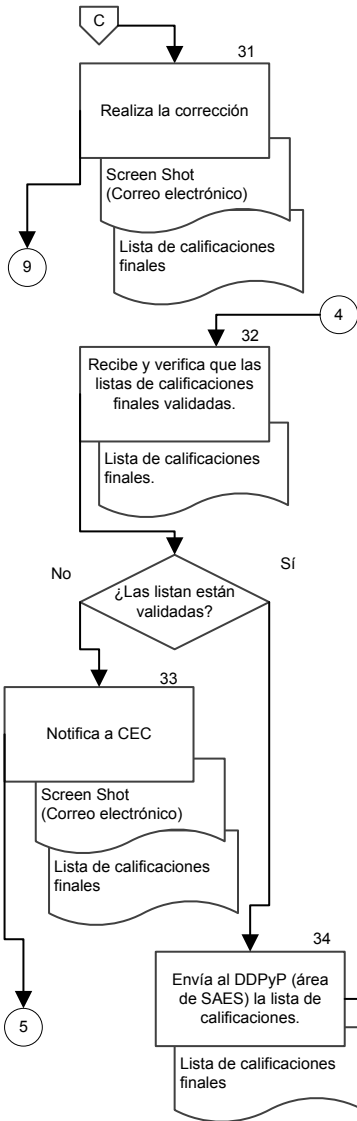 C
31
Realiza la corrección
Screen Shot
(Correo electrónico)
Lista de calificaciones
finales
9
4
32
Recibe y verifica que las
listas de calificaciones
finales validadas.
Lista de calificaciones
finales.
No
Sí
¿Las listan están
validadas?
33
Notifica a CEC
Screen Shot
(Correo electrónico)
Lista de calificaciones
finales
5
34
Envía al DDPyP (área
de SAES) la lista de
calificaciones.
Lista de calificaciones
finales